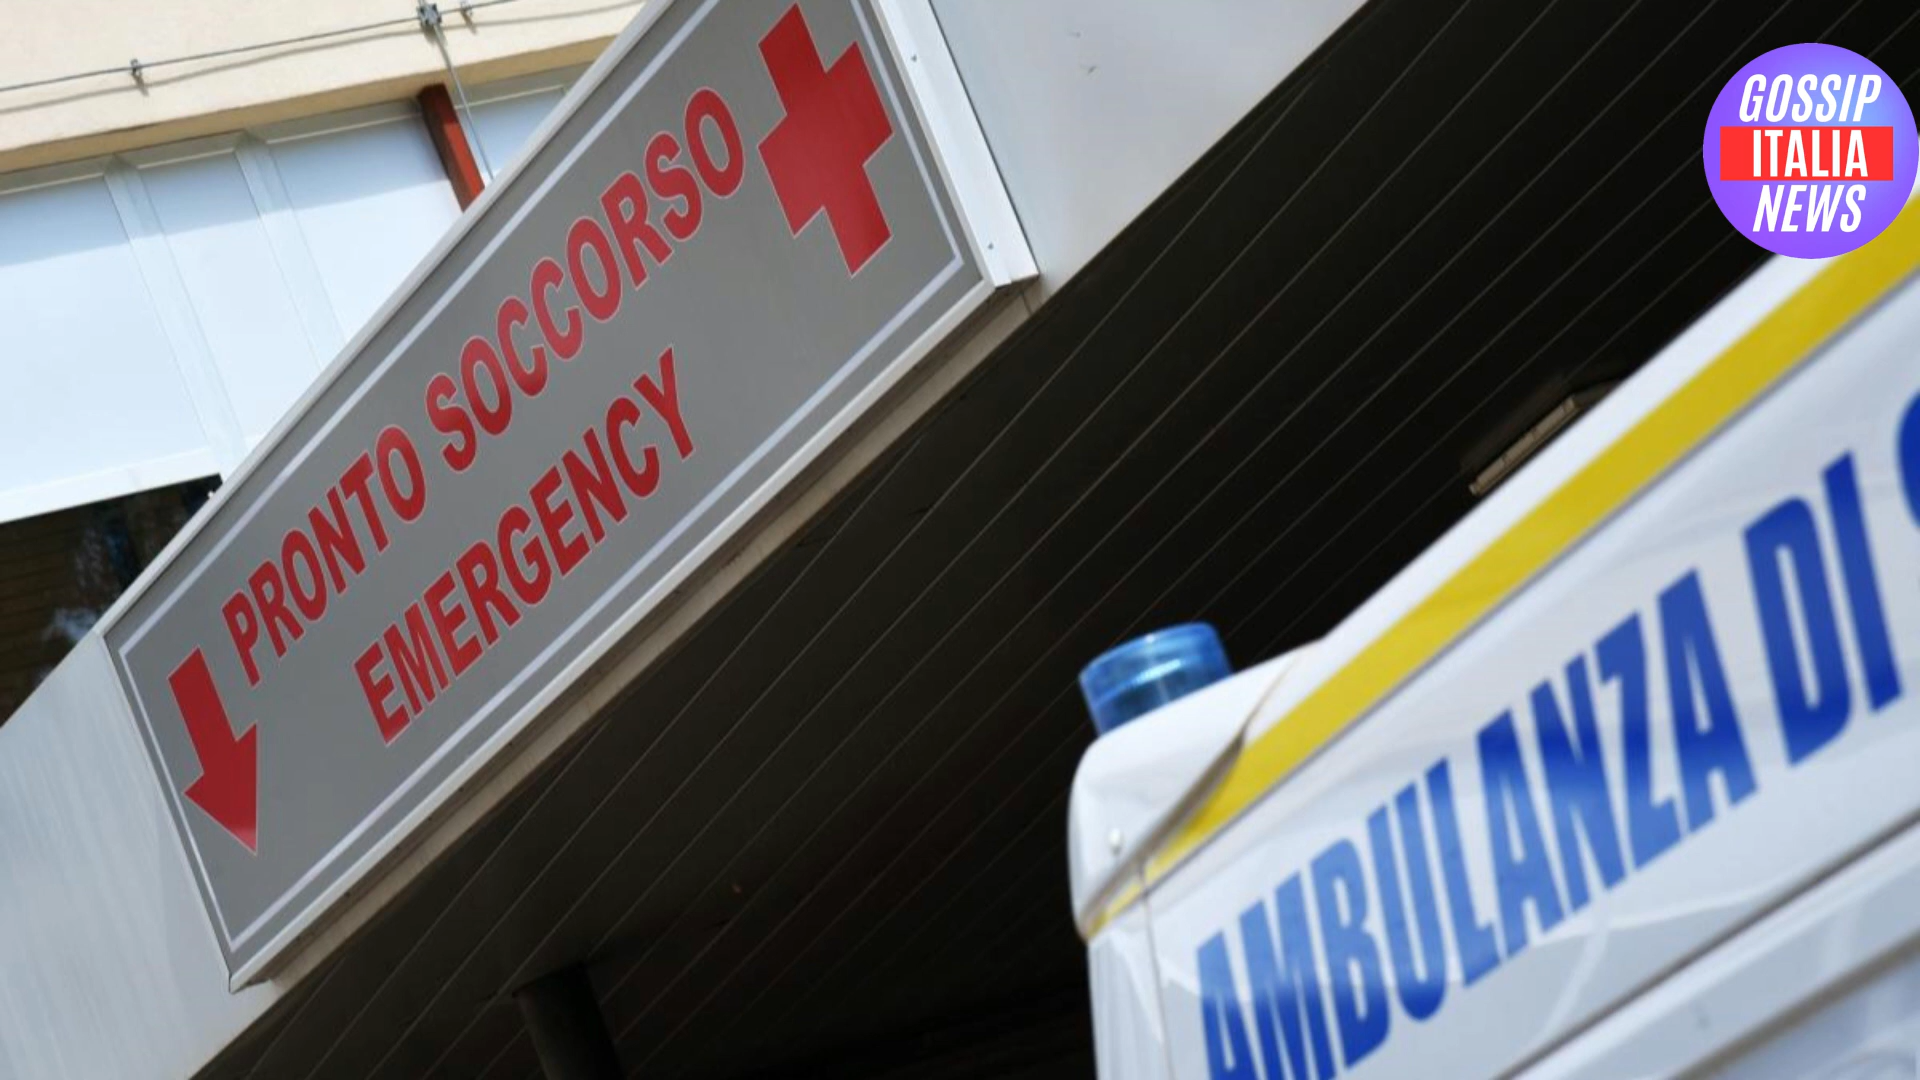 PRONTO SOCCORSO
EMERGENCY
AMBULANZA DI
GOSSIP
ITALIA
NEWS